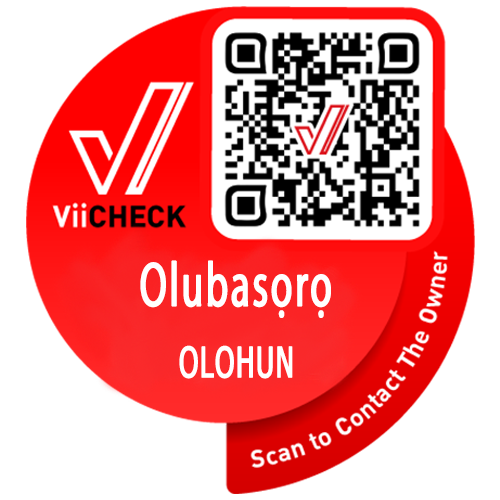 ViiCHECK
Olubasọrọ
OLOHUN
Scan to Contact The Owner